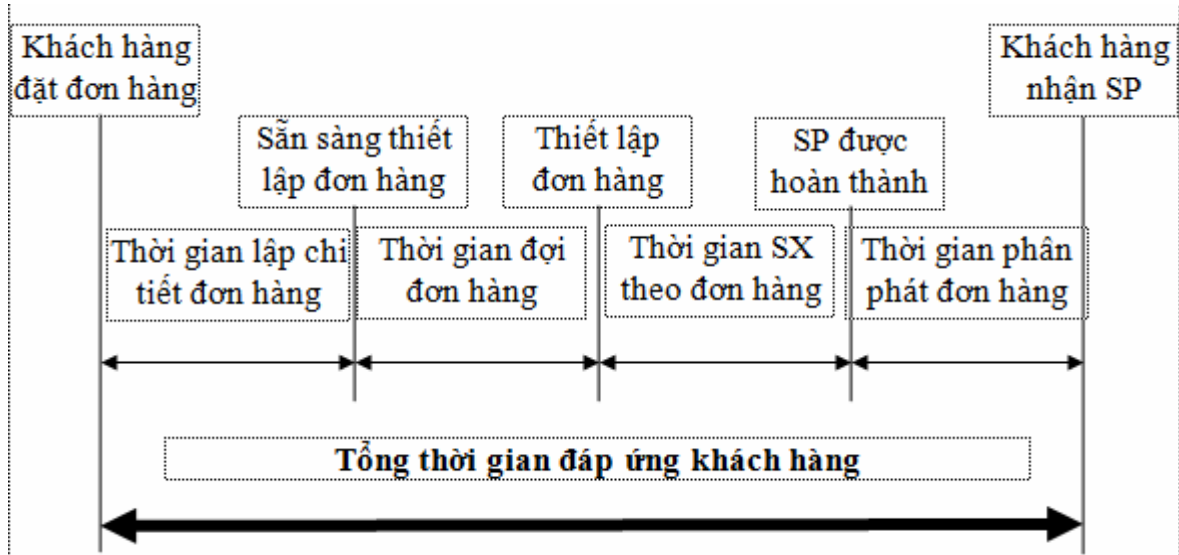 Khách hàng
đặt đơn hàng
Khách hàng
nhận SP
Sẵn sàng thiết
lập đơn hàng
Thiết lập
đơn hàng
SP được
hoàn thành
Thời gian lập chi
tiết đơn hàng
Thời gian đợi
đơn hàng
Thời gian SX
theo đơn hàng
Thời gian phân
phát đơn hàng
Tổng thời gian đáp ứng khách hàng